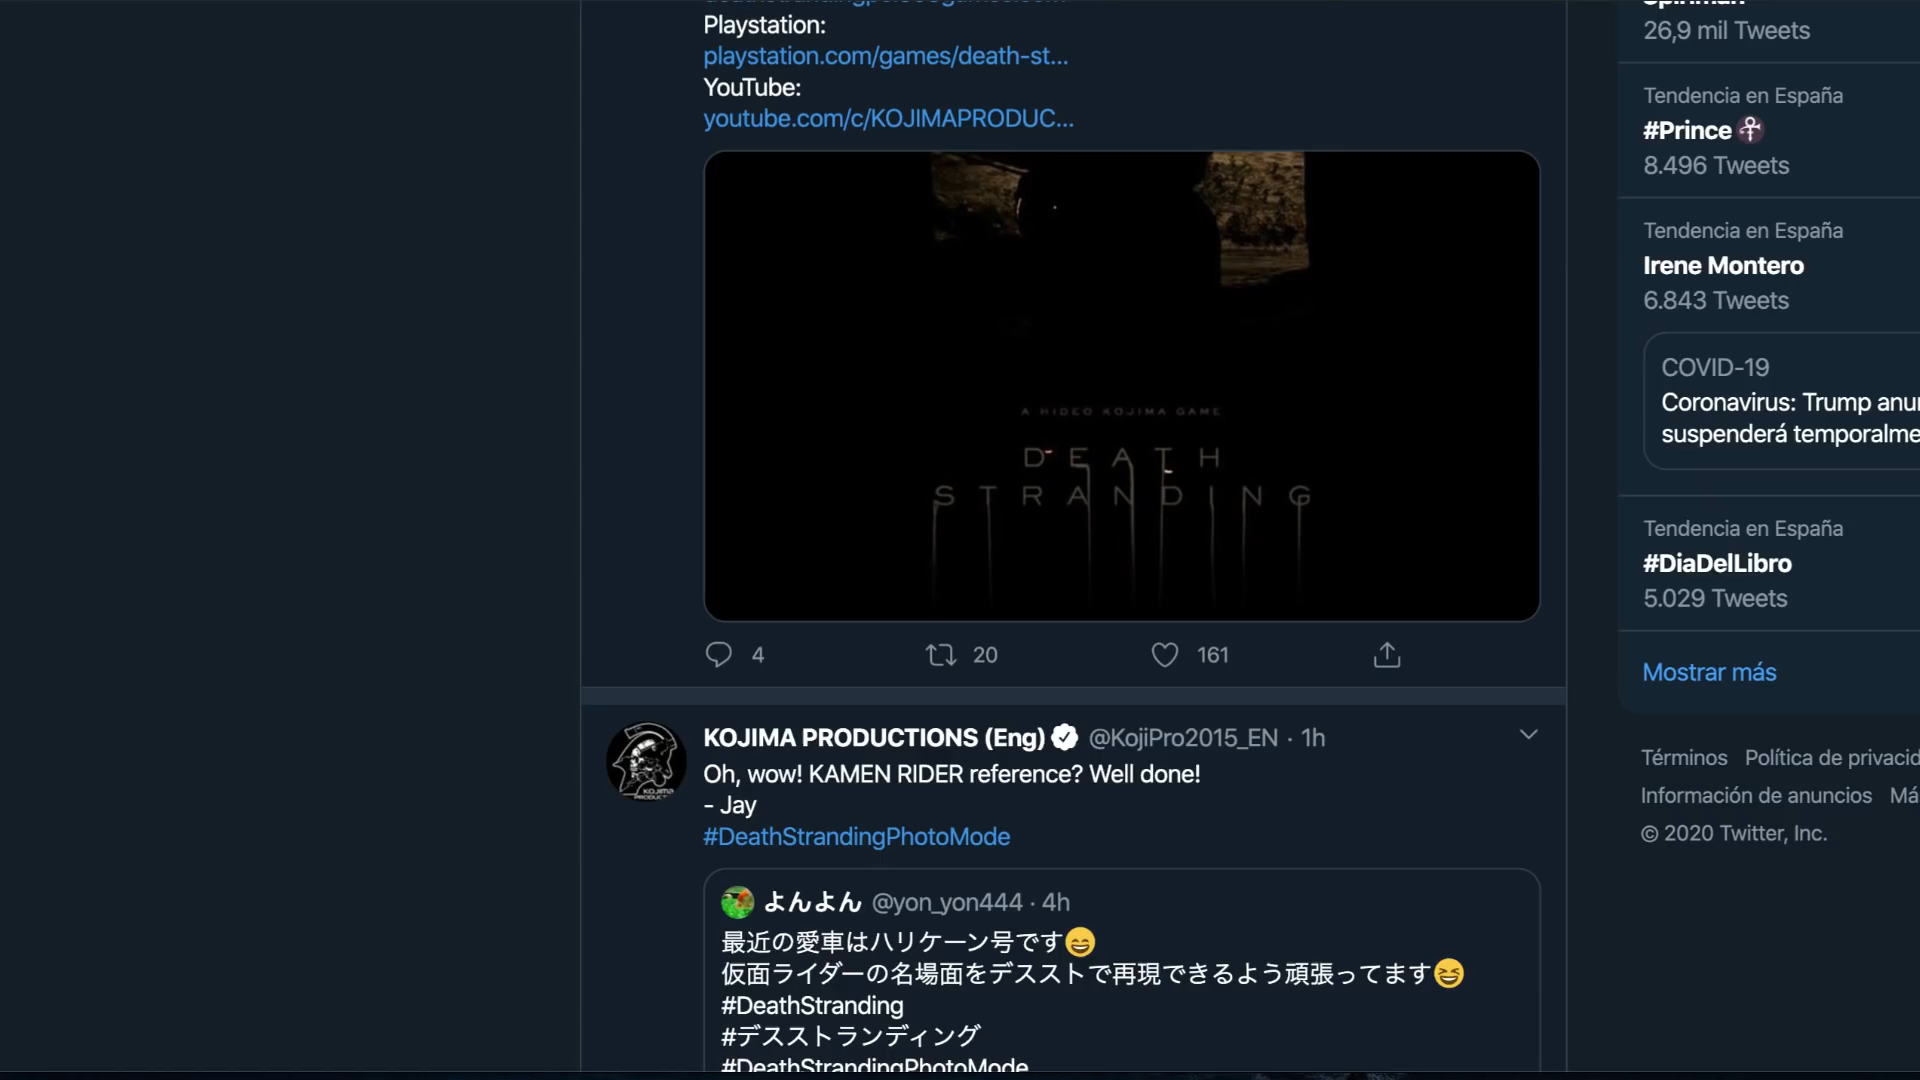 Playstation:
playstation.com/games/death-st...
YouTube:
youtube.com/c/KOJIMAPRODUC...
A HIDEO KOJIMA GAME
DEATH
STRANDING
4 20 161
KOJIMA PRODUCTIONS (Eng) @KojiPro2015_EN · 1h
Oh, wow! KAMEN RIDER reference? Well done!
- Jay
#DeathStrandingPhotoMode
よんよん @yon_yon444 · 4h
最近の愛車はハリケーン号です😄
仮面ライダーの名場面をデスストで再現できるよう頑張ってます😆
#DeathStranding
#デスストランディング
#DeathStrandingPhotoMode
26,9 mil Tweets
Tendencia en España
#Prince
8.496 Tweets
Tendencia en España
Irene Montero
6.843 Tweets
COVID-19
Coronavirus: Trump anu
suspenderá temporalme
Tendencia en España
#DiaDelLibro
5.029 Tweets
Mostrar más
Términos Política de privacid
Información de anuncios Má
© 2020 Twitter, Inc.